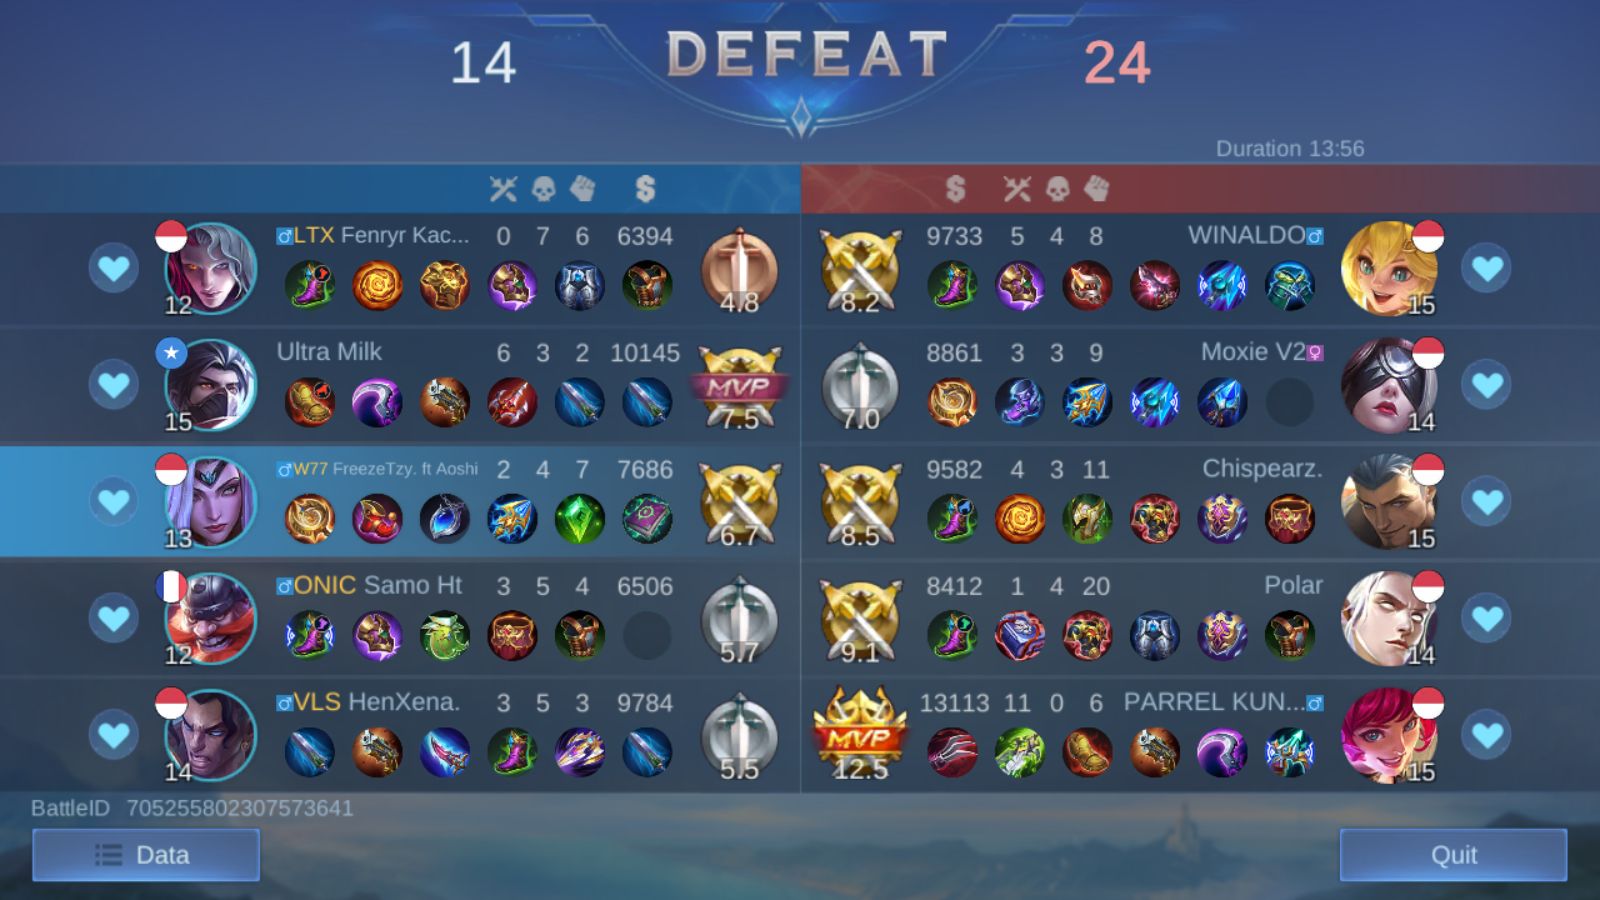 14 DEFEAT 24
Duration 13:56
LTX Fenryr Kac... 0 7 6 6394
12 4.8
9733 5 4 8 WINALDO
8.2 15
Ultra Milk 6 3 2 10145
MVP
15 7.5
8861 3 3 9 Moxie V2
7.0 14
W77 FreezeTzy. ft Aoshi 2 4 7 7686
13 6.7
9582 4 3 11 Chispearz.
8.5 15
ONIC Samo Ht 3 5 4 6506
12 5.7
8412 1 4 20 Polar
9.1 14
VLS HenXena. 3 5 3 9784
14 5.5
13113 11 0 6 PARREL KUN...
MVP
12.5 15
BattleID 705255802307573641
Data
Quit